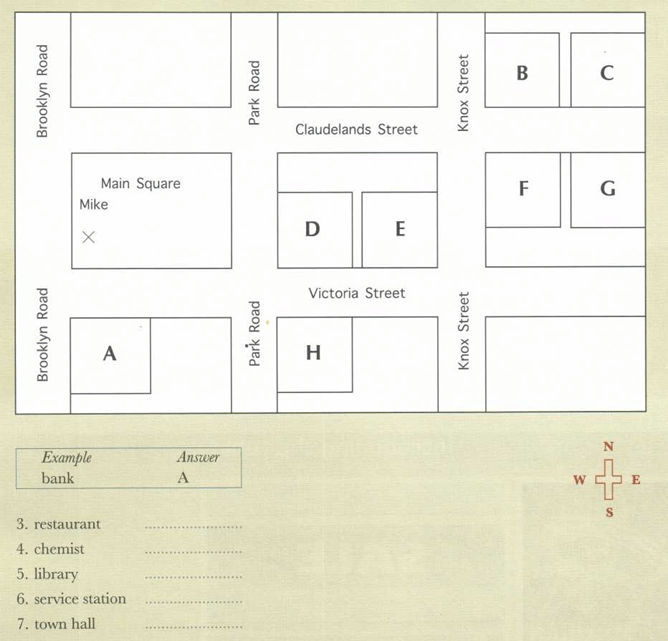 Brooklyn Road
Park Road
Knox Street
B
C
Claudelands Street
Main Square
Mike
D
E
F
G
Victoria Street
Brooklyn Road
Park Road
Knox Street
A
H
Example Answer
bank A
N
W E
S
3. restaurant ........................
4. chemist ........................
5. library ........................
6. service station ........................
7. town hall ........................